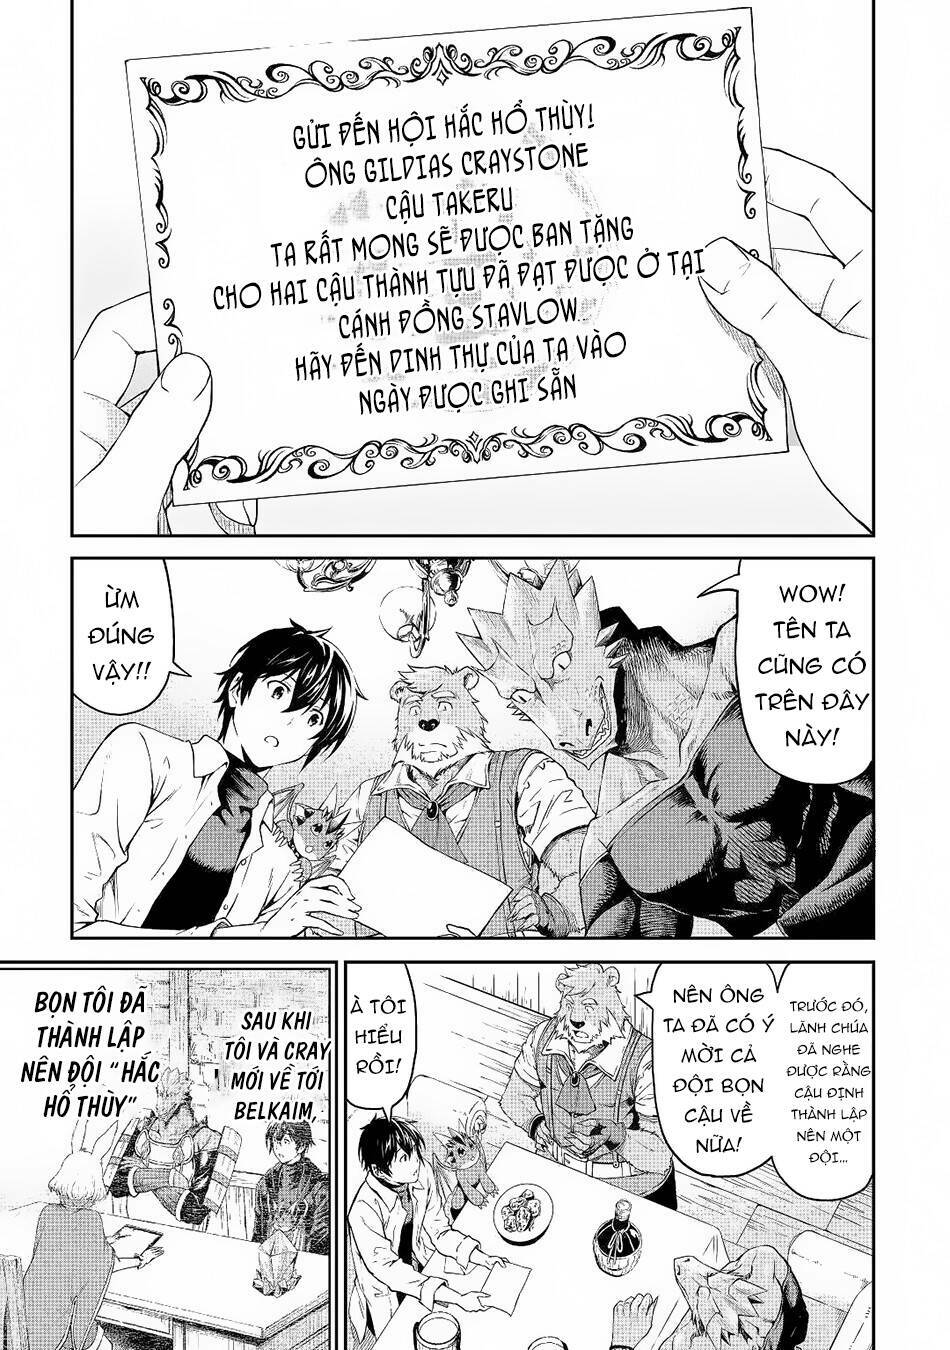 GỬI ĐẾN HỘI HẮC HỔ THÙY!
ÔNG GILDIAS CRAYSTONE
CẬU TAKERU
TA RẤT MONG SẼ ĐƯỢC BAN TẶNG
CHO HAI CẬU THÀNH TỰU ĐÃ ĐẠT ĐƯỢC Ở TẠI
CÁNH ĐỒNG STAVLOW
HÃY ĐẾN DINH THỰ CỦA TA VÀO
NGÀY ĐƯỢC GHI SẴN
WOW!
TÊN TA
CŨNG CÓ
TRÊN ĐÂY
NÀY!
ỪM
ĐÚNG
VẬY!!
TRƯỚC ĐÓ,
LÃNH CHÚA
ĐÃ NGHE
ĐƯỢC RẰNG
CẬU ĐỊNH
THÀNH LẬP
NÊN MỘT
ĐỘI...
NÊN ÔNG
TA ĐÃ CÓ Ý
MỜI CẢ
ĐỘI BỌN
CẬU VỀ
NỮA!
À TÔI
HIỂU
RỒI!
SAU KHI
TÔI VÀ CRAY
MỚI VỀ TỚI
BELKAIM,
BỌN TÔI ĐÃ
THÀNH LẬP
NÊN ĐỘI "HẮC
HỔ THÙY"